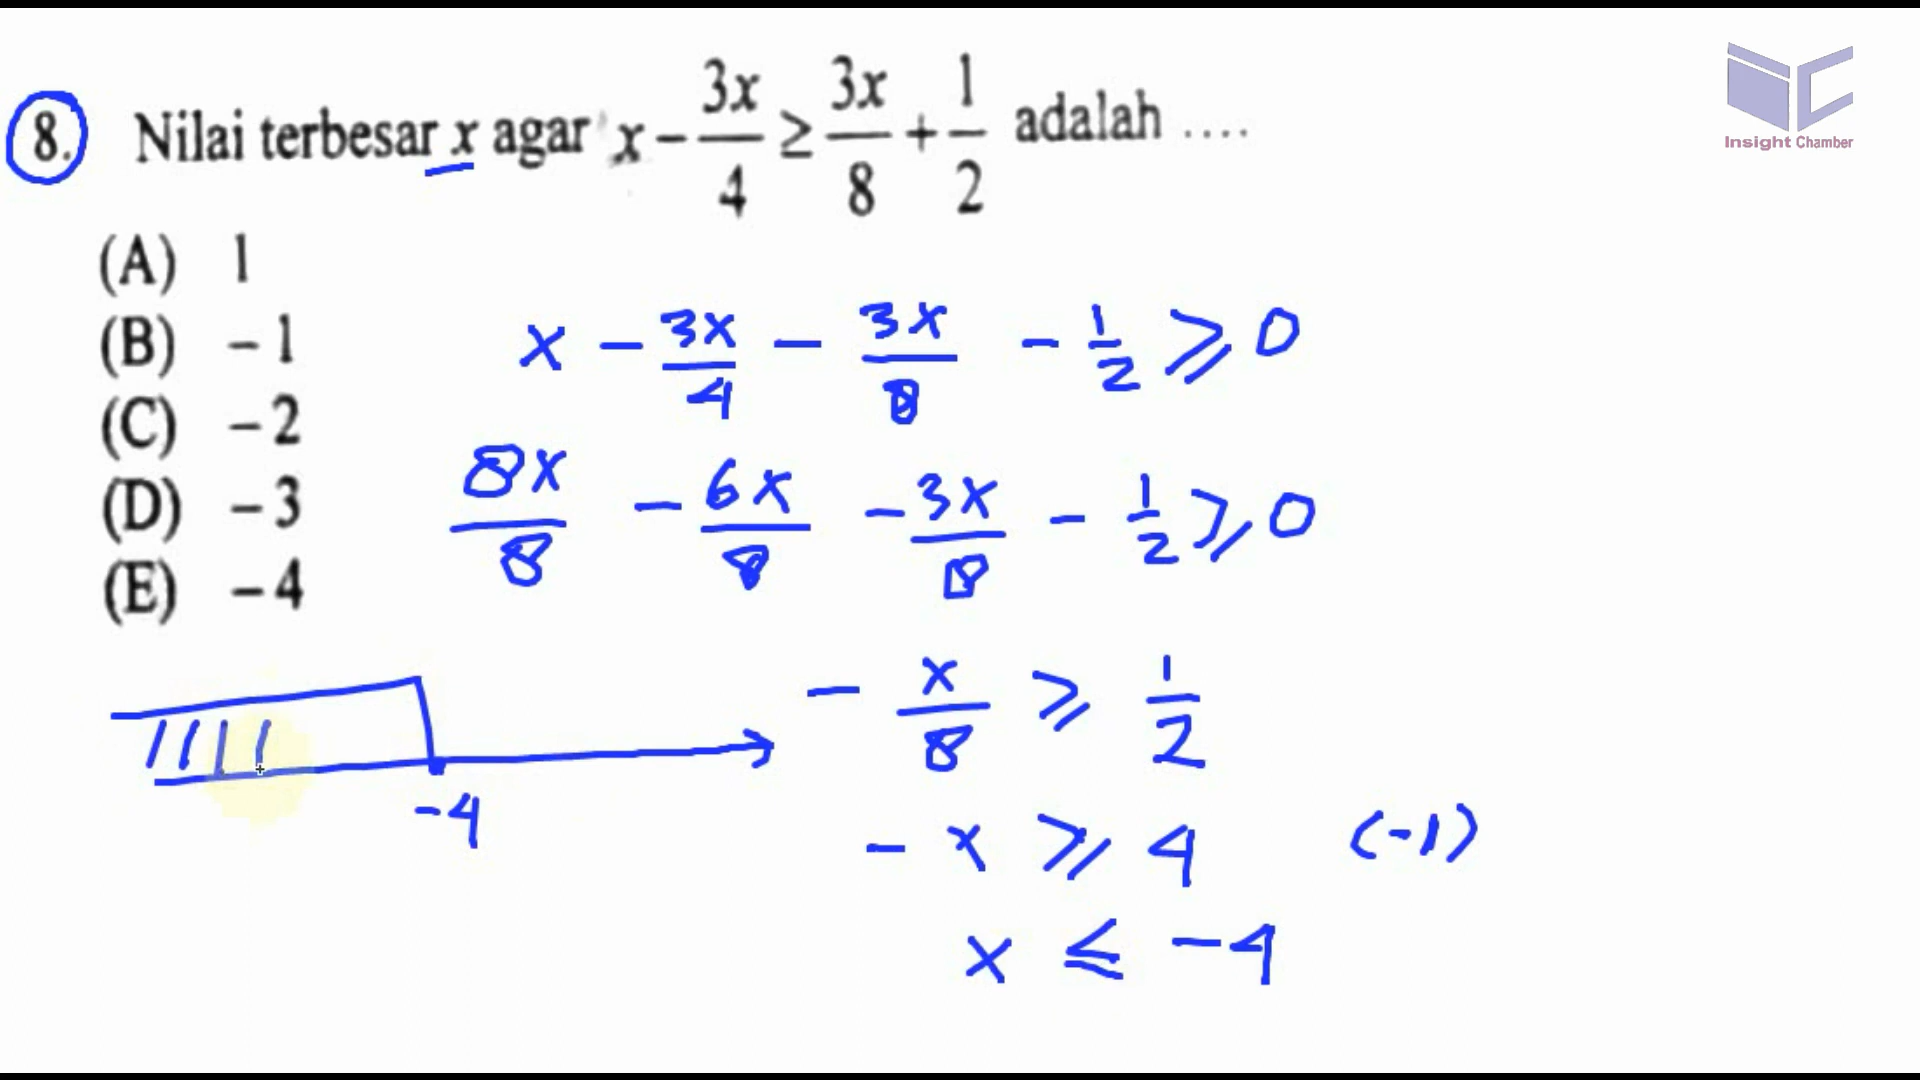 8. Nilai terbesar x agar x - 3x/4 ≥ 3x/8 + 1/2 adalah ....
Insight Chamber
(A) 1
(B) -1
(C) -2
(D) -3
(E) -4
x - 3x/4 - 3x/8 - 1/2 ≥ 0
8x/8 - 6x/8 - 3x/8 - 1/2 ≥ 0
- x/8 ≥ 1/2
-4
- x ≥ 4 (-1)
x ≤ -4